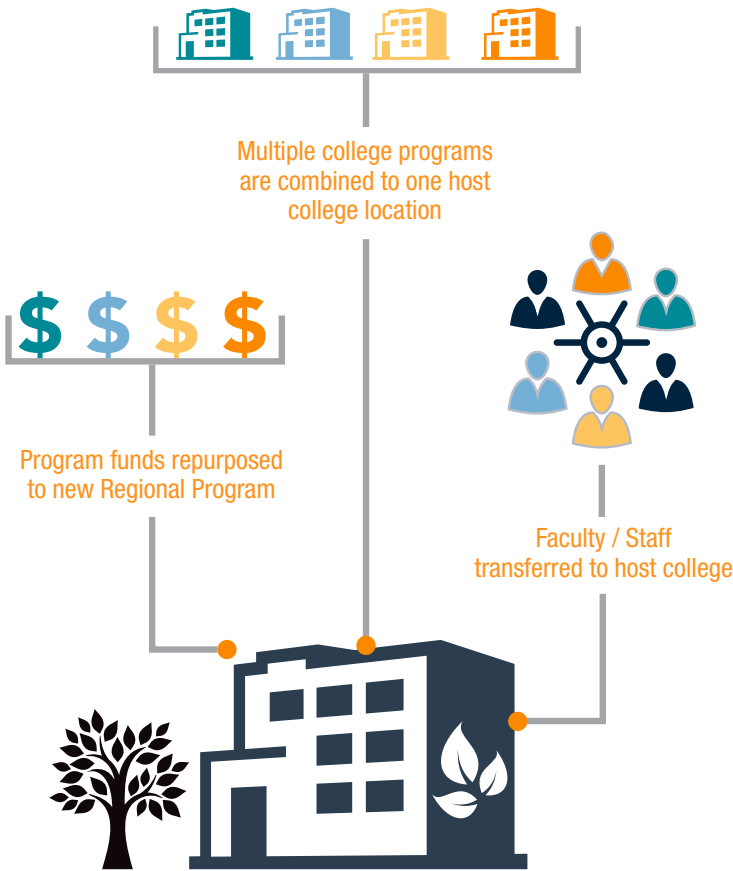 Multiple college programs
are combined to one host
college location
$ $ $ $
Program funds repurposed
to new Regional Program
Faculty / Staff
transferred to host college